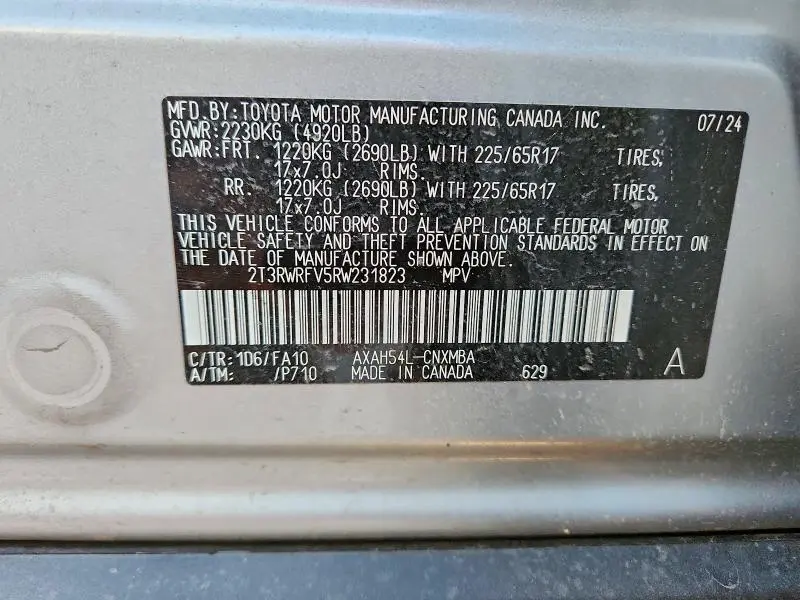 MFD. BY: TOYOTA MOTOR MANUFACTURING CANADA INC. 07/24
GVWR: 2230KG (4920LB)
GAWR: FRT. 1220KG (2690LB) WITH 225/65R17 TIRES,
17x7.0J RIMS.
RR. 1220KG (2690LB) WITH 225/65R17 TIRES,
17x7.0J RIMS.
THIS VEHICLE CONFORMS TO ALL APPLICABLE FEDERAL MOTOR
VEHICLE SAFETY AND THEFT PREVENTION STANDARDS IN EFFECT ON
THE DATE OF MANUFACTURE SHOWN ABOVE.
2T3RWRFV5RW231823 MPV
C/TR: 1D6/FA10 AXAH54L-CNXMBA
A/TM: /P710 MADE IN CANADA 629 A